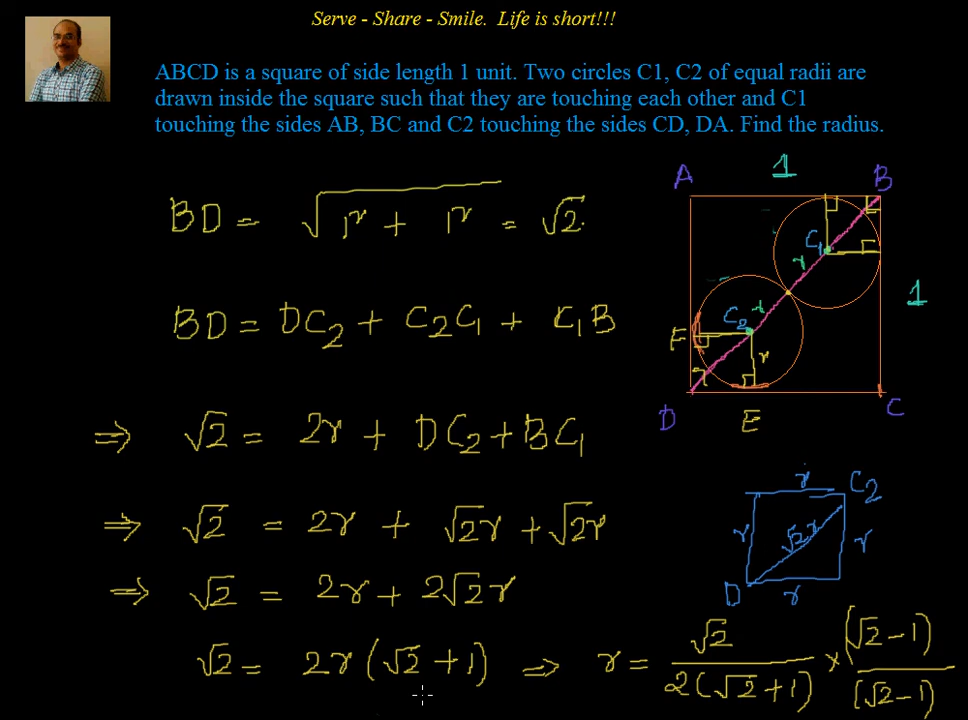 Serve - Share - Smile. Life is short!!!
ABCD is a square of side length 1 unit. Two circles C1, C2 of equal radii are
drawn inside the square such that they are touching each other and C1
touching the sides AB, BC and C2 touching the sides CD, DA. Find the radius.
A 1 B
BD = √(1² + 1²) = √2.
C₁
r
1
BD = DC₂ + C₂C₁ + C₁B
C₂ r
F
r
r
D E C
⇒ √2 = 2r + DC₂ + BC₁
r C2
⇒ √2 = 2r + √2r + √2r
r √2r r
⇒ √2 = 2r + 2√2r
D r
√2 = 2r(√2 + 1) ⇒ r = √2 / 2(√2+1) × (√2-1) / (√2-1)